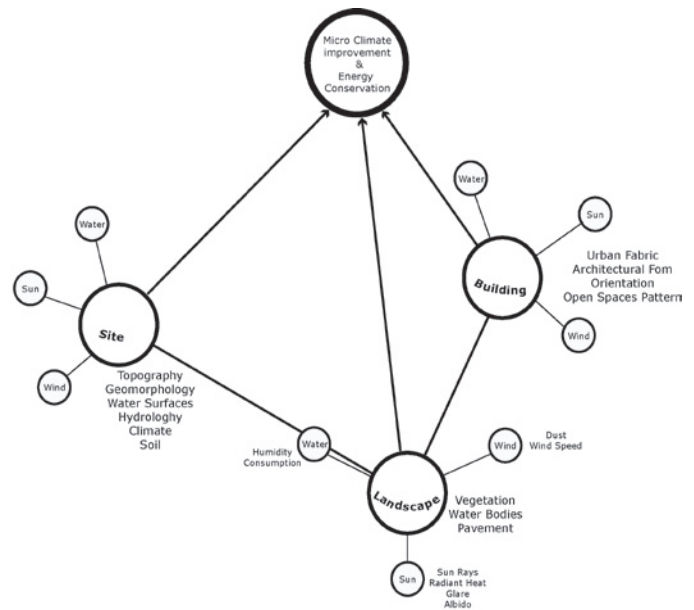 Micro Climate
improvement
&
Energy
Conservation
Water
Sun
Wind
Site
Topography
Geomorphology
Water Surfaces
Hydrologhy
Climate
Soil
Water
Sun
Wind
Building
Urban Fabric
Architectural Fom
Orientation
Open Spaces Pattern
Water
Humidity
Consumption
Wind
Dust
Wind Speed
Landscape
Vegetation
Water Bodies
Pavement
Sun
Sun Rays
Radiant Heat
Glare
Albido